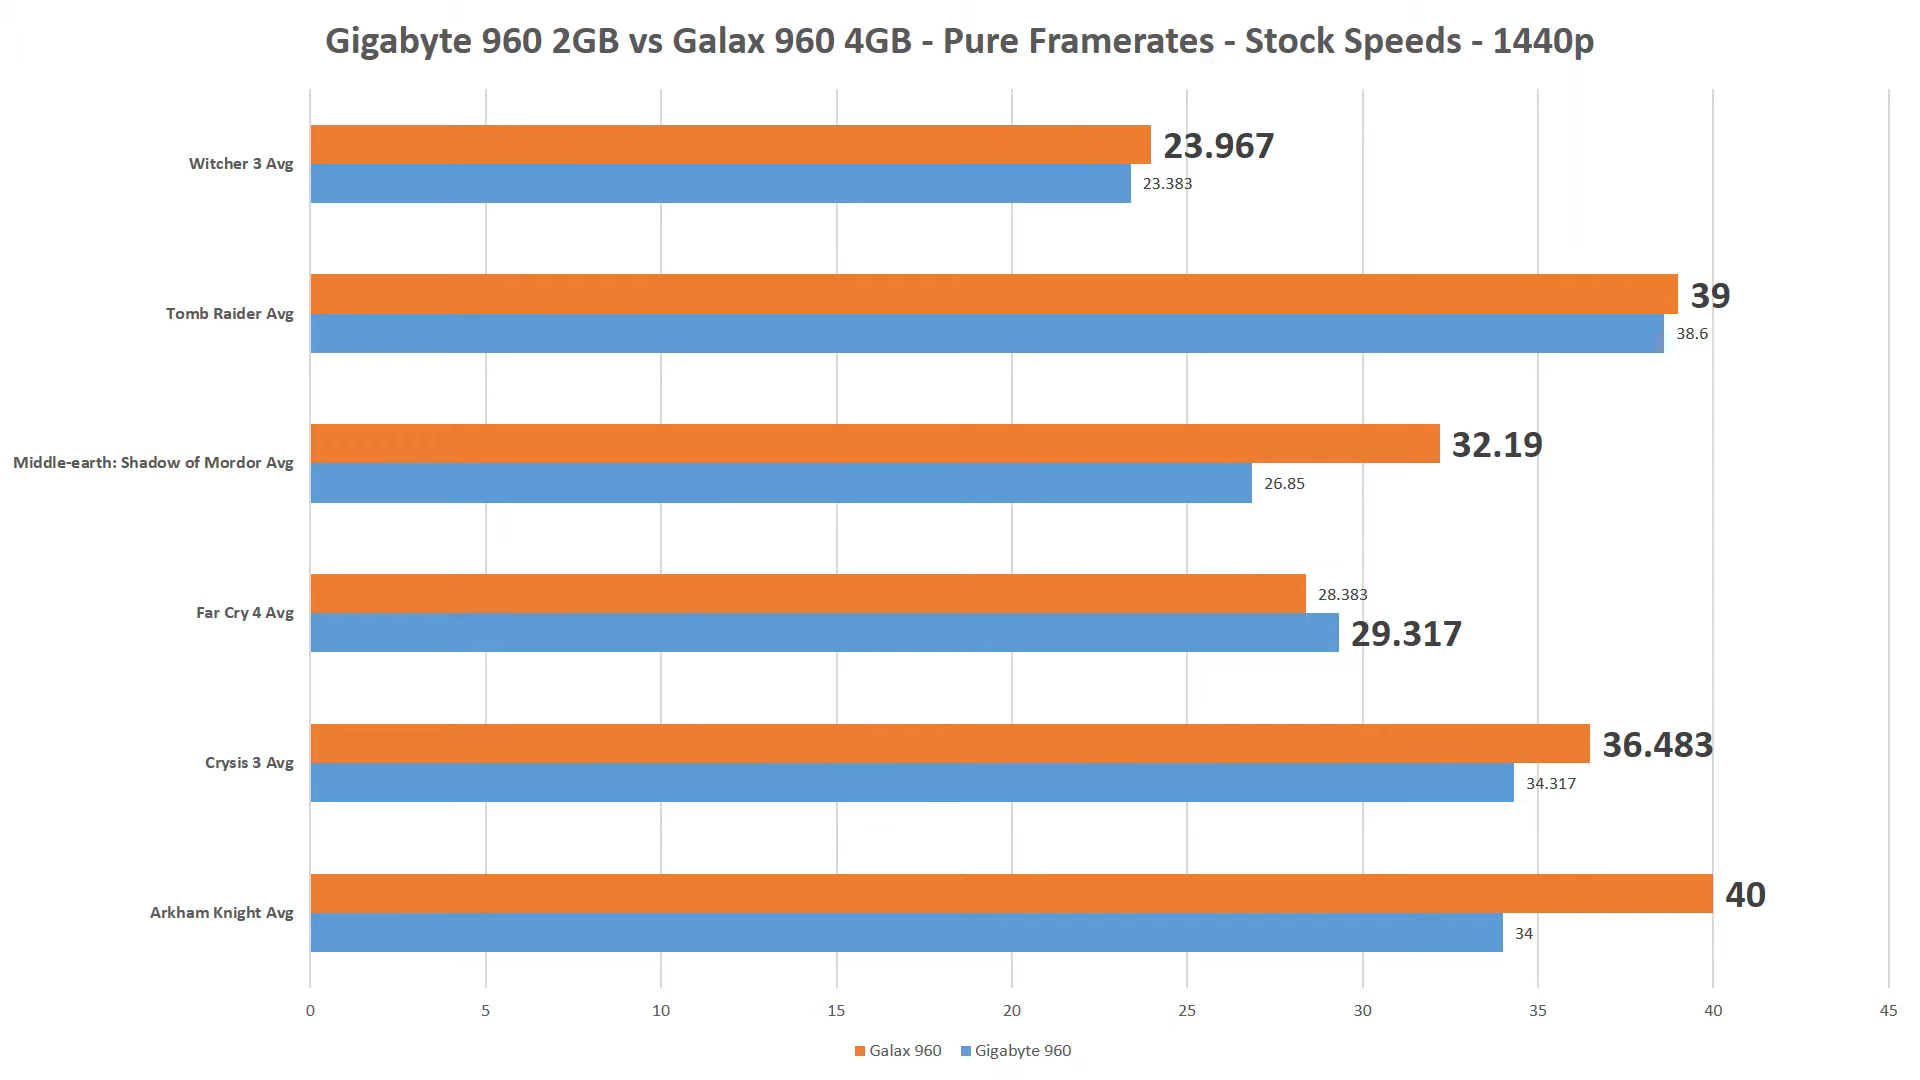 Gigabyte 960 2GB vs Galax 960 4GB - Pure Framerates - Stock Speeds - 1440p
Witcher 3 Avg
23.967
23.383
Tomb Raider Avg
39
38.6
Middle-earth: Shadow of Mordor Avg
32.19
26.85
Far Cry 4 Avg
28.383
29.317
Crysis 3 Avg
36.483
34.317
Arkham Knight Avg
40
34
0 5 10 15 20 25 30 35 40 45
Galax 960 Gigabyte 960